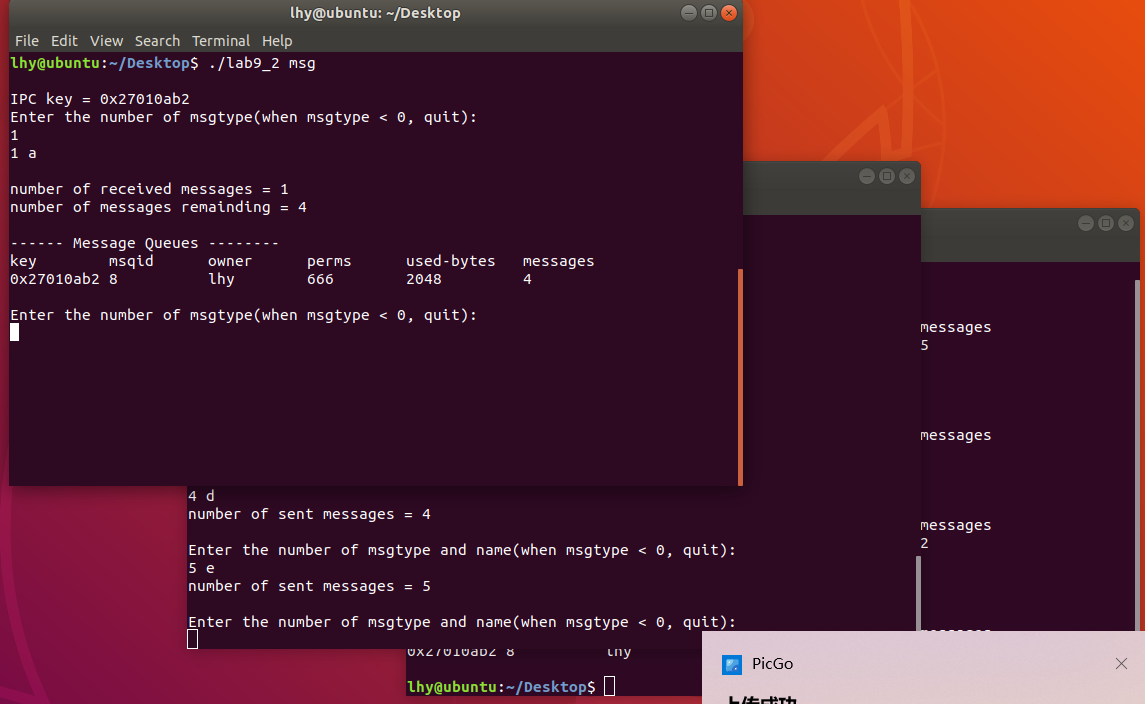 lhy@ubuntu: ~/Desktop
File Edit View Search Terminal Help
lhy@ubuntu:~/Desktop$ ./lab9_2 msg
IPC key = 0x27010ab2
Enter the number of msgtype(when msgtype < 0, quit):
1
1 a
number of received messages = 1
number of messages remainding = 4
------ Message Queues --------
key msqid owner perms used-bytes messages
0x27010ab2 8 lhy 666 2048 4
Enter the number of msgtype(when msgtype < 0, quit):
4 d
number of sent messages = 4
Enter the number of msgtype and name(when msgtype < 0, quit):
5 e
number of sent messages = 5
Enter the number of msgtype and name(when msgtype < 0, quit):
messages
5
messages
messages
2
0x27010ab2 8 lhy
lhy@ubuntu:~/Desktop$
PicGo
上传成功